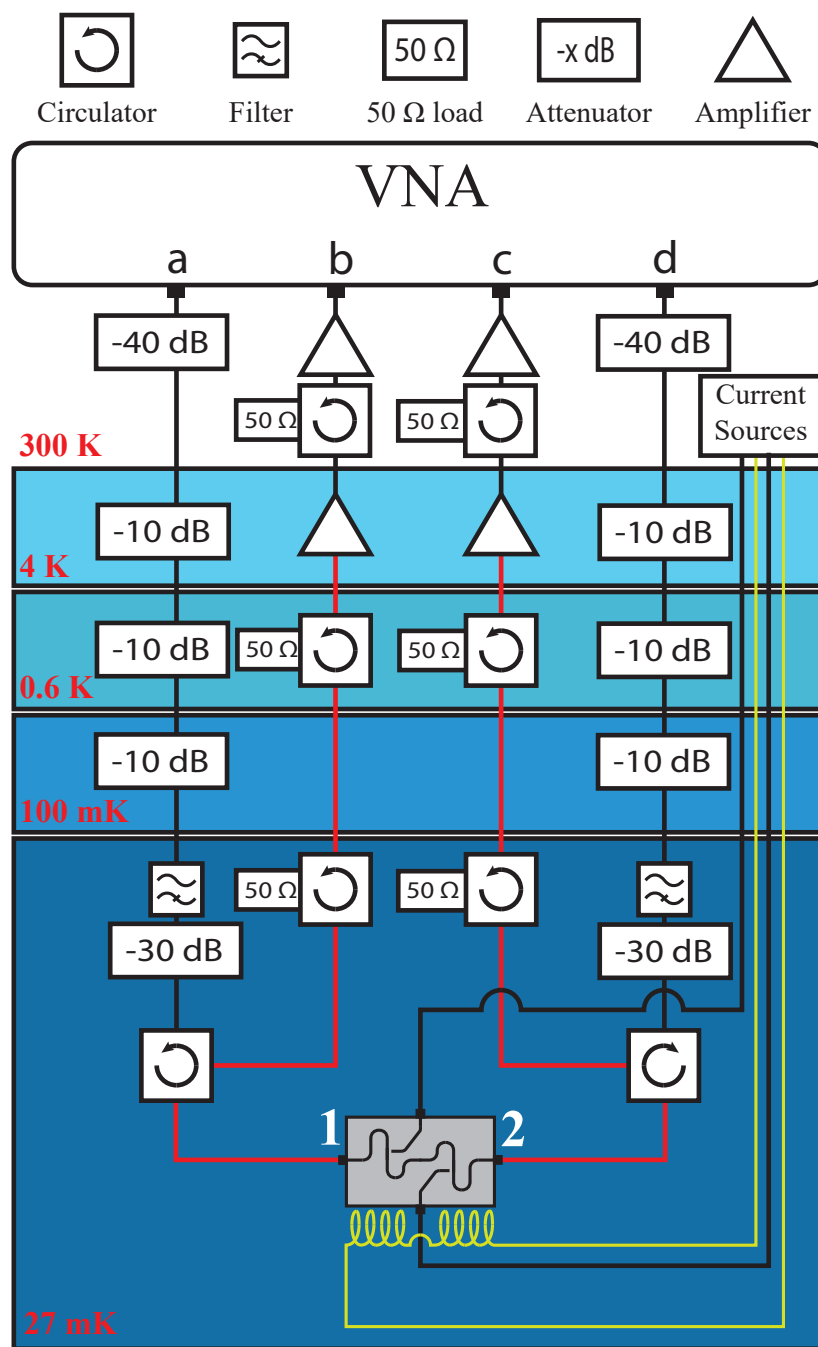 50 Ω
-x dB
Circulator
Filter
50 Ω load
Attenuator
Amplifier
VNA
a
b
c
d
-40 dB
-40 dB
50 Ω
50 Ω
Current
Sources
300 K
-10 dB
-10 dB
4 K
-10 dB
50 Ω
50 Ω
-10 dB
0.6 K
-10 dB
-10 dB
100 mK
50 Ω
50 Ω
-30 dB
-30 dB
1
2
27 mK